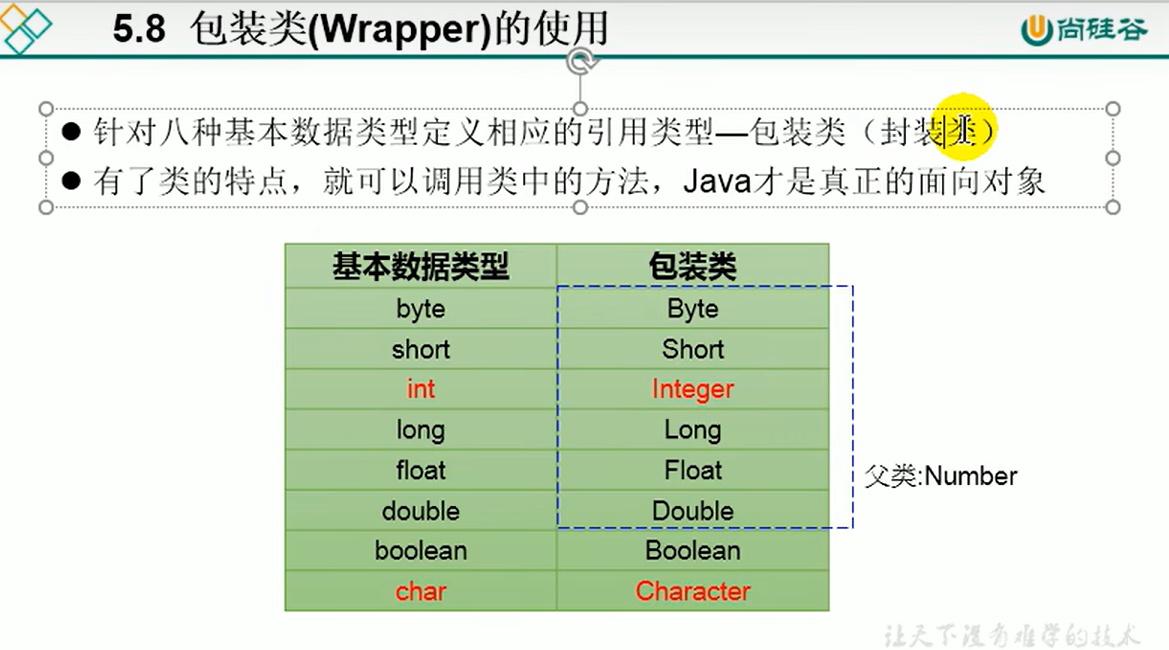 5.8 包装类(Wrapper)的使用
尚硅谷
● 针对八种基本数据类型定义相应的引用类型—包装类（封装类）
● 有了类的特点，就可以调用类中的方法，Java才是真正的面向对象
基本数据类型 包装类
byte Byte
short Short
int Integer
long Long
float Float
父类:Number
double Double
boolean Boolean
char Character
让天下没有难学的技术